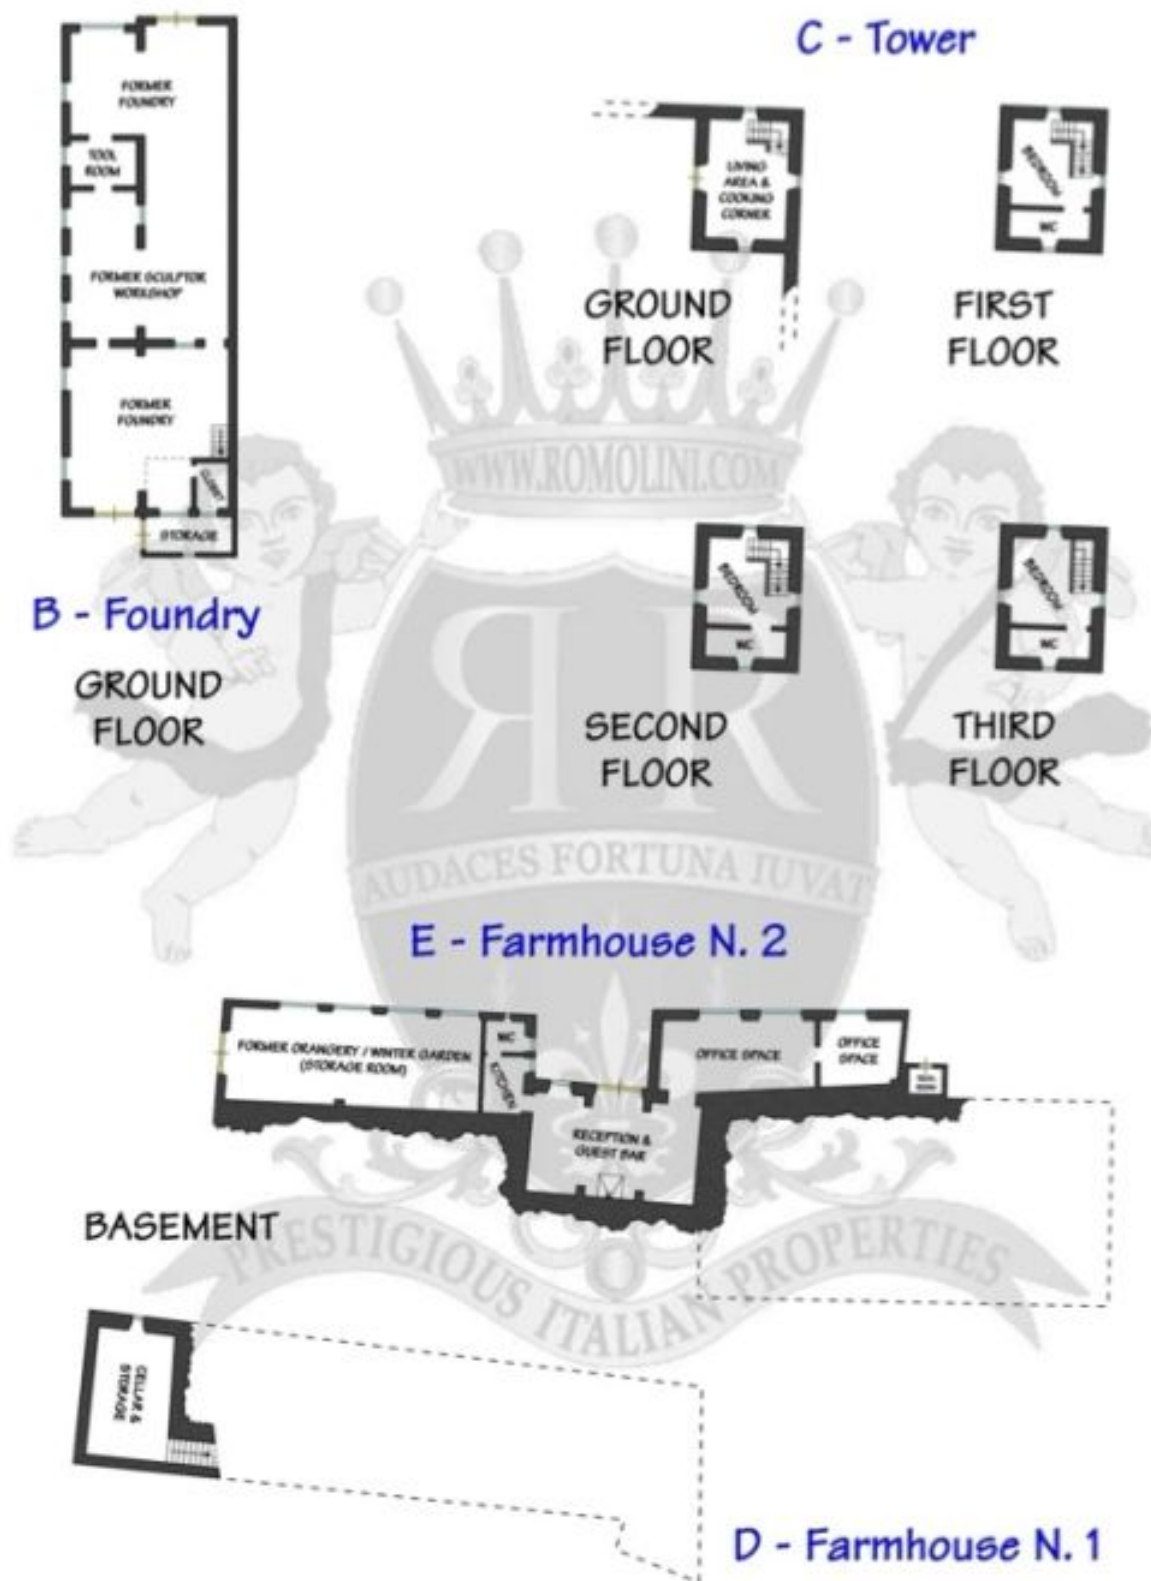 C - Tower
FORMER
FOUNDRY
TOOL
ROOM
FORMER SCULPTOR
WORKSHOP
FORMER
FOUNDRY
CLOSET
STORAGE
B - Foundry
GROUND
FLOOR
LIVING
AREA &
COOKING
CORNER
GROUND
FLOOR
BEDROOM
WC
FIRST
FLOOR
WWW.ROMOLINI.COM
BEDROOM
WC
SECOND
FLOOR
BEDROOM
WC
THIRD
FLOOR
RR
AUDACES FORTUNA IUVAT
E - Farmhouse N. 2
FORMER ORANGERY / WINTER GARDEN
(STORAGE ROOM)
WC
KITCHEN
RECEPTION &
GUEST BAR
OFFICE SPACE
OFFICE
SPACE
BASEMENT
PRESTIGIOUS ITALIAN PROPERTIES
CELLAR &
STORAGE
D - Farmhouse N. 1